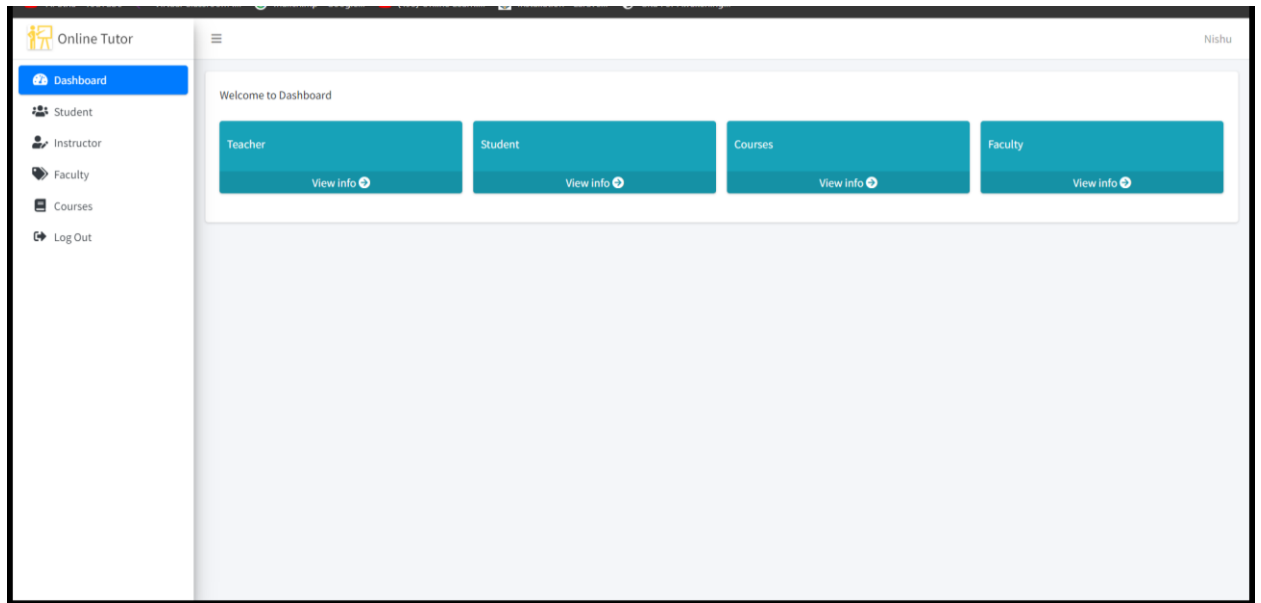 Online Tutor
Nishu
Dashboard
Student
Instructor
Faculty
Courses
Log Out
Welcome to Dashboard
Teacher
View info
Student
View info
Courses
View info
Faculty
View info